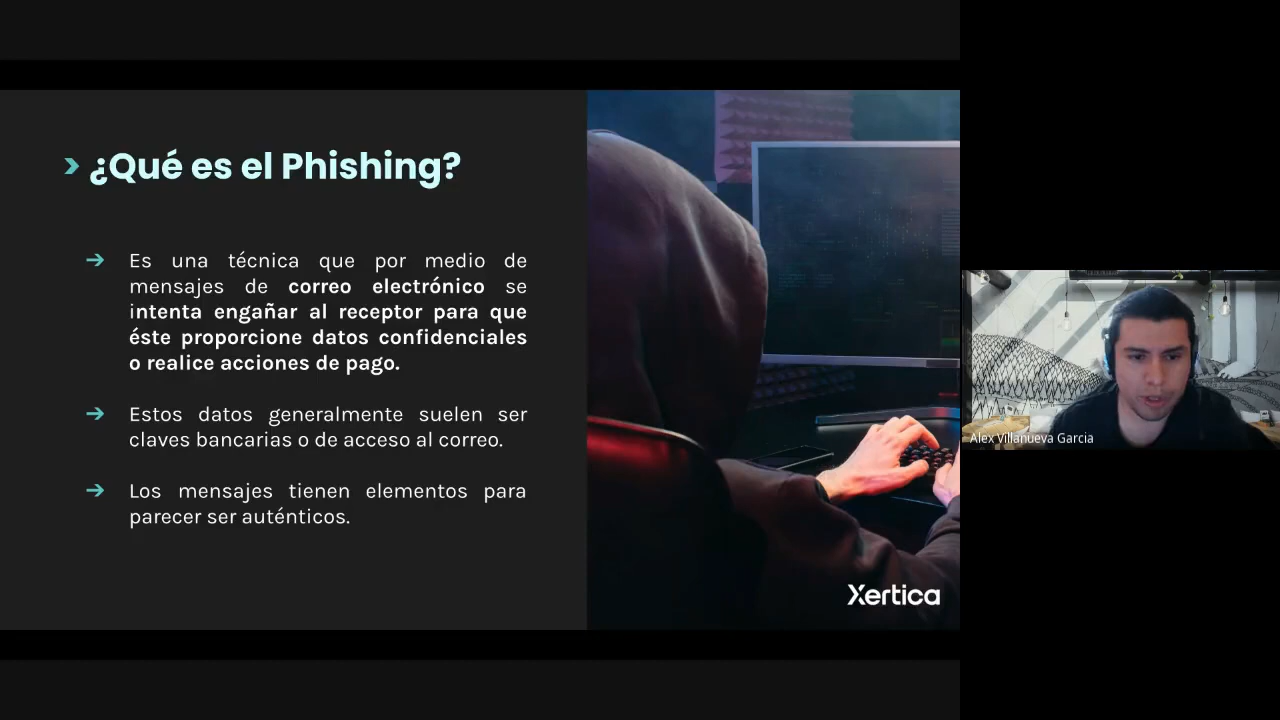 ¿Qué es el Phishing?
Es una técnica que por medio de
mensajes de correo electrónico se
intenta engañar al receptor para que
éste proporcione datos confidenciales
o realice acciones de pago.
Estos datos generalmente suelen ser
claves bancarias o de acceso al correo.
Los mensajes tienen elementos para
parecer ser auténticos.
Xertica
Alex Villanueva Garcia